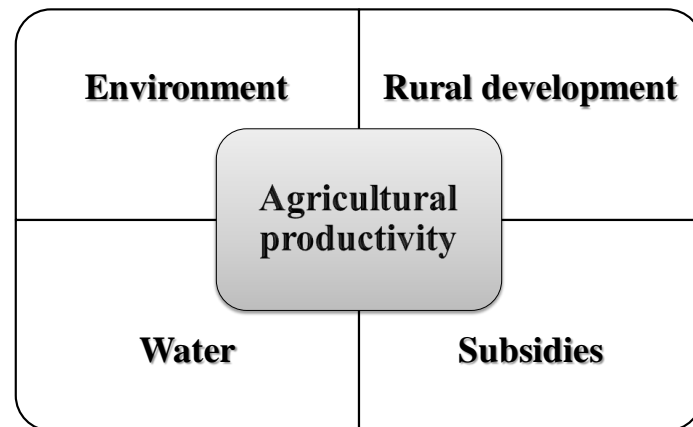 Environment
Rural development
Agricultural
productivity
Water
Subsidies